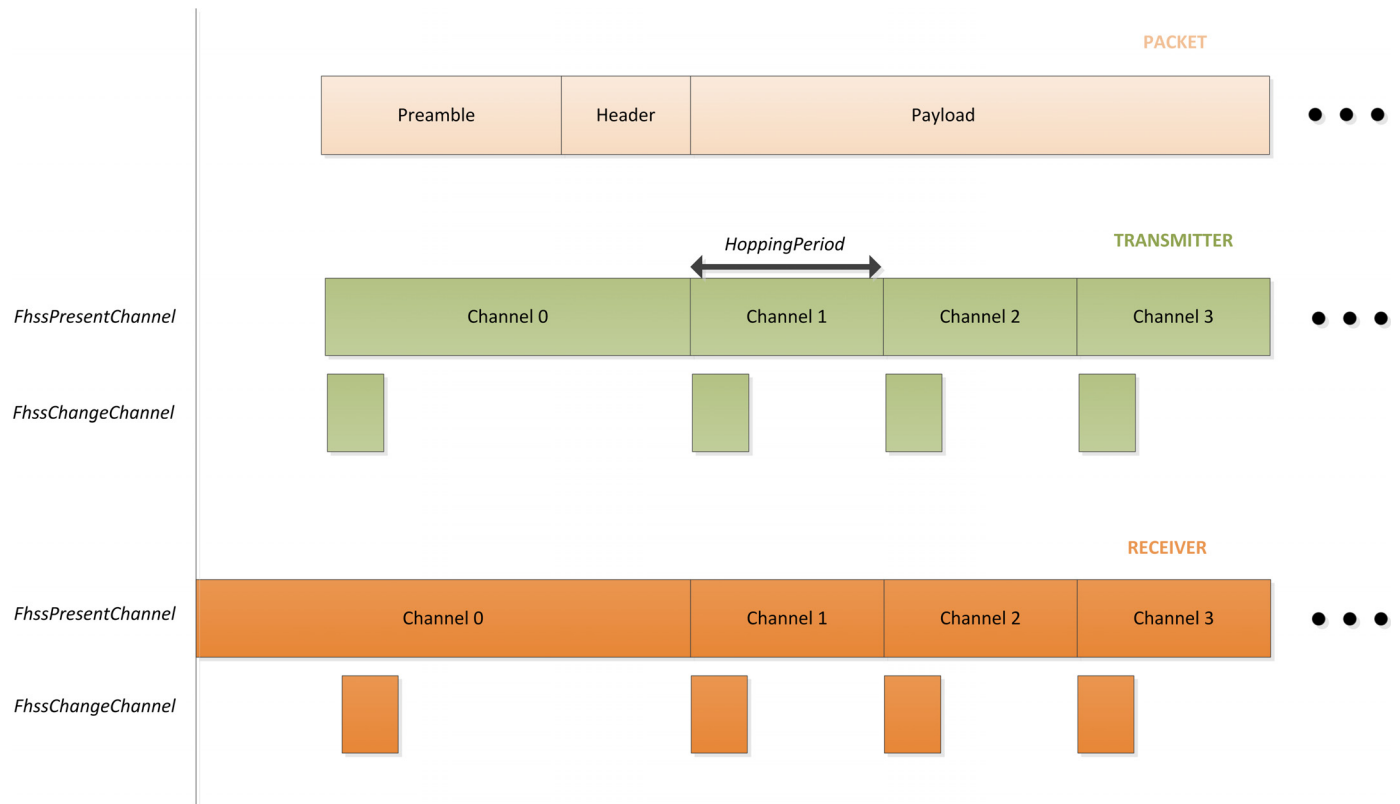 PACKET
Preamble Header Payload
HoppingPeriod
TRANSMITTER
FhssPresentChannel Channel 0 Channel 1 Channel 2 Channel 3
FhssChangeChannel
RECEIVER
FhssPresentChannel Channel 0 Channel 1 Channel 2 Channel 3
FhssChangeChannel